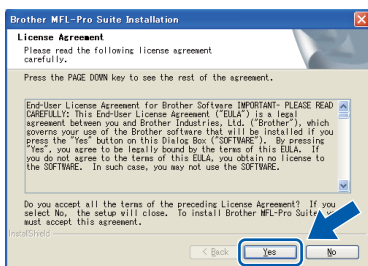 Brother MFL-Pro Suite Installation
License Agreement
Please read the following license agreement
carefully.
Press the PAGE DOWN key to see the rest of the agreement.
End-User License Agreement for Brother Software IMPORTANT- PLEASE READ
CAREFULLY: This End-User License Agreement ("EULA") is a legal
agreement between you and Brother Industries, Ltd. ("Brother"), which
governs your use of the Brother software that will be installed if you
press the "Yes" button on this Dialog Box ("SOFTWARE"). By pressing
"Yes", you agree to be legally bound by the terms of this EULA. If
you do not agree to the terms of this EULA, you obtain no license to
the SOFTWARE. In such case, you may not use the SOFTWARE.
Do you accept all the terms of the preceding License Agreement? If you
select No, the setup will close. To install Brother MFL-Pro Suite,
must accept this agreement.
InstallShield
< Back Yes No